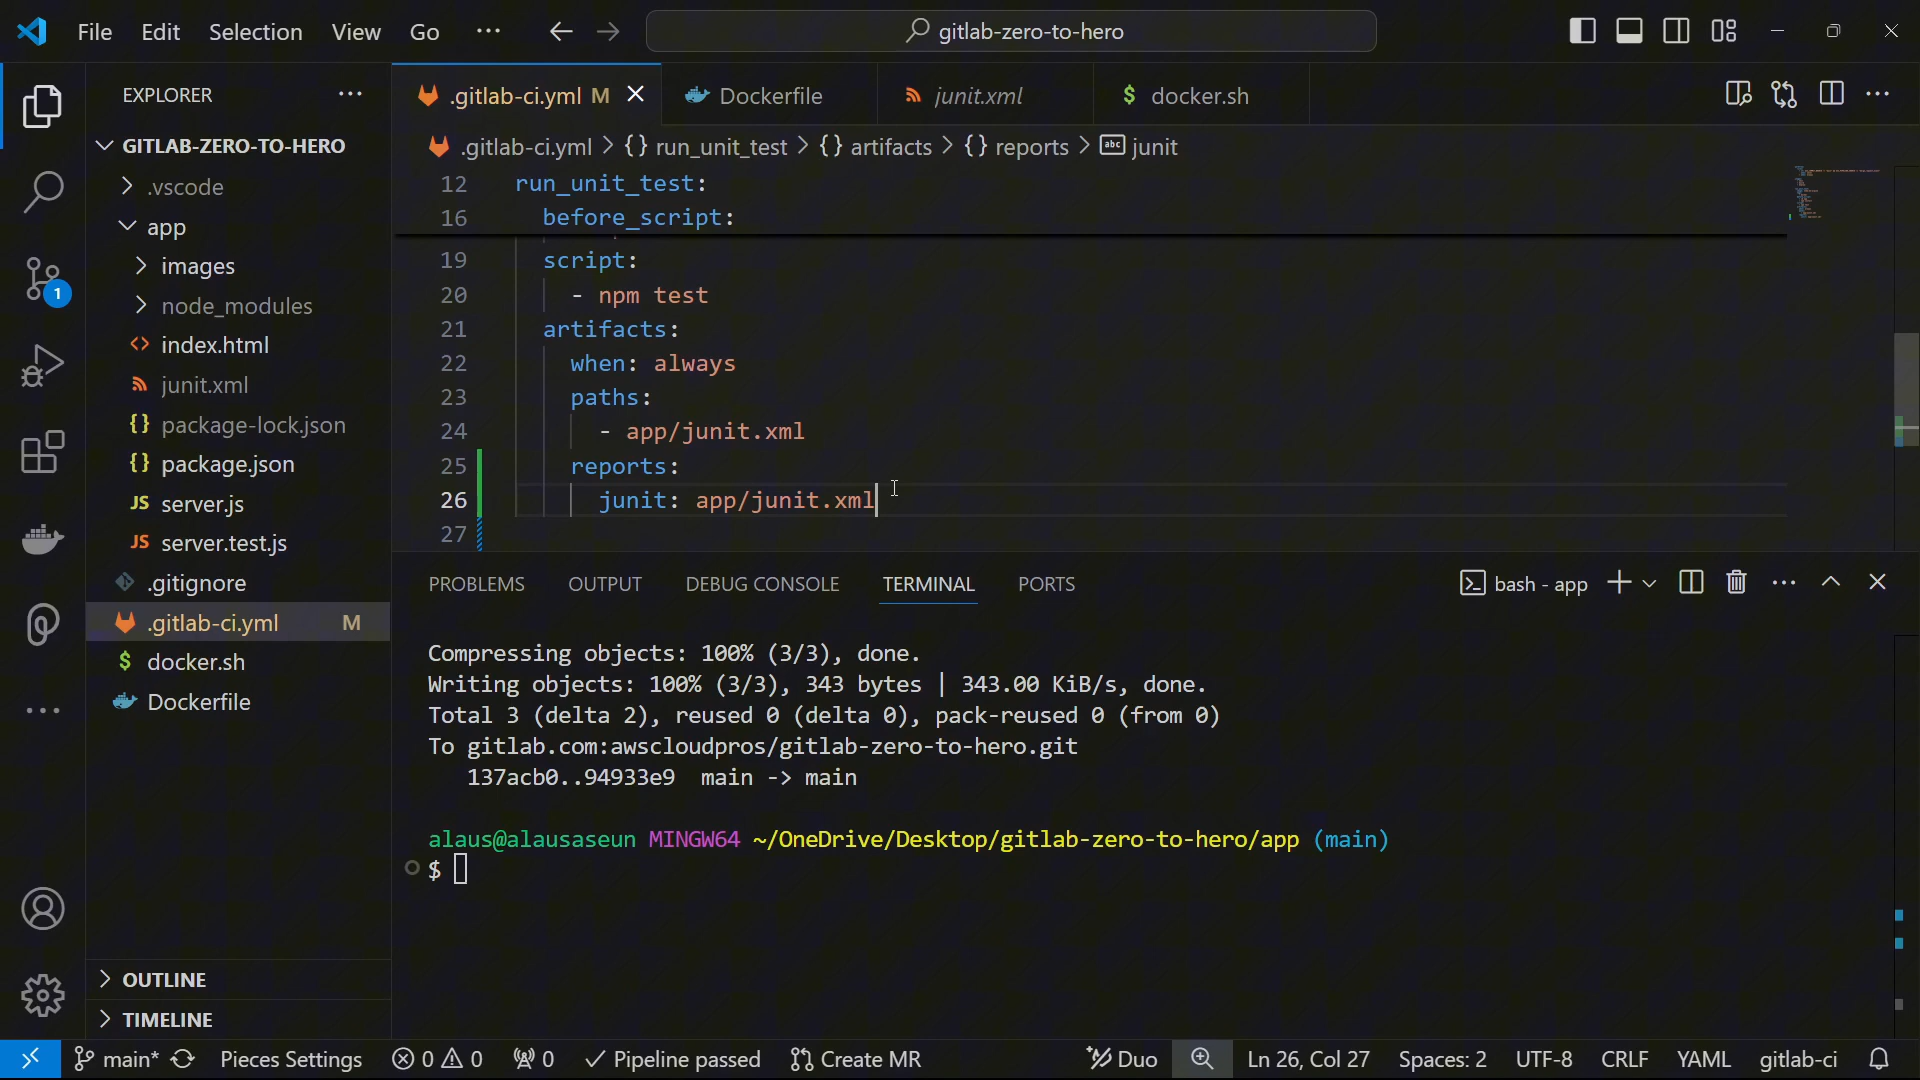 File Edit Selection View Go
gitlab-zero-to-hero
EXPLORER
GITLAB-ZERO-TO-HERO
.vscode
app
images
node_modules
index.html
junit.xml
package-lock.json
package.json
server.js
server.test.js
.gitignore
.gitlab-ci.yml M
docker.sh
Dockerfile
OUTLINE
TIMELINE
1
.gitlab-ci.yml M Dockerfile junit.xml docker.sh
.gitlab-ci.yml > {} run_unit_test > {} artifacts > {} reports > abc junit
12 run_unit_test:
16 before_script:
19 script:
20 - npm test
21 artifacts:
22 when: always
23 paths:
24 - app/junit.xml
25 reports:
26 junit: app/junit.xml
27
PROBLEMS OUTPUT DEBUG CONSOLE TERMINAL PORTS
bash - app
Compressing objects: 100% (3/3), done.
Writing objects: 100% (3/3), 343 bytes | 343.00 KiB/s, done.
Total 3 (delta 2), reused 0 (delta 0), pack-reused 0 (from 0)
To gitlab.com:awscloudpros/gitlab-zero-to-hero.git
137acb0..94933e9 main -> main
alaus@alausaseun MINGW64 ~/OneDrive/Desktop/gitlab-zero-to-hero/app (main)
$
main* Pieces Settings 0 0 0 Pipeline passed Create MR Duo Ln 26, Col 27 Spaces: 2 UTF-8 CRLF YAML gitlab-ci